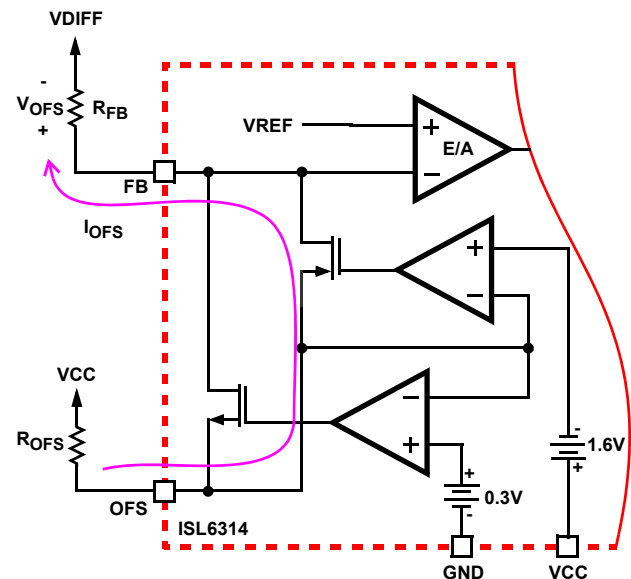 VDIFF
-
VOFS
+
RFB
VREF
+
-
E/A
FB
IOFS
+
-
VCC
ROFS
-
+
-
1.6V
+
+
0.3V
-
OFS
ISL6314
GND
VCC